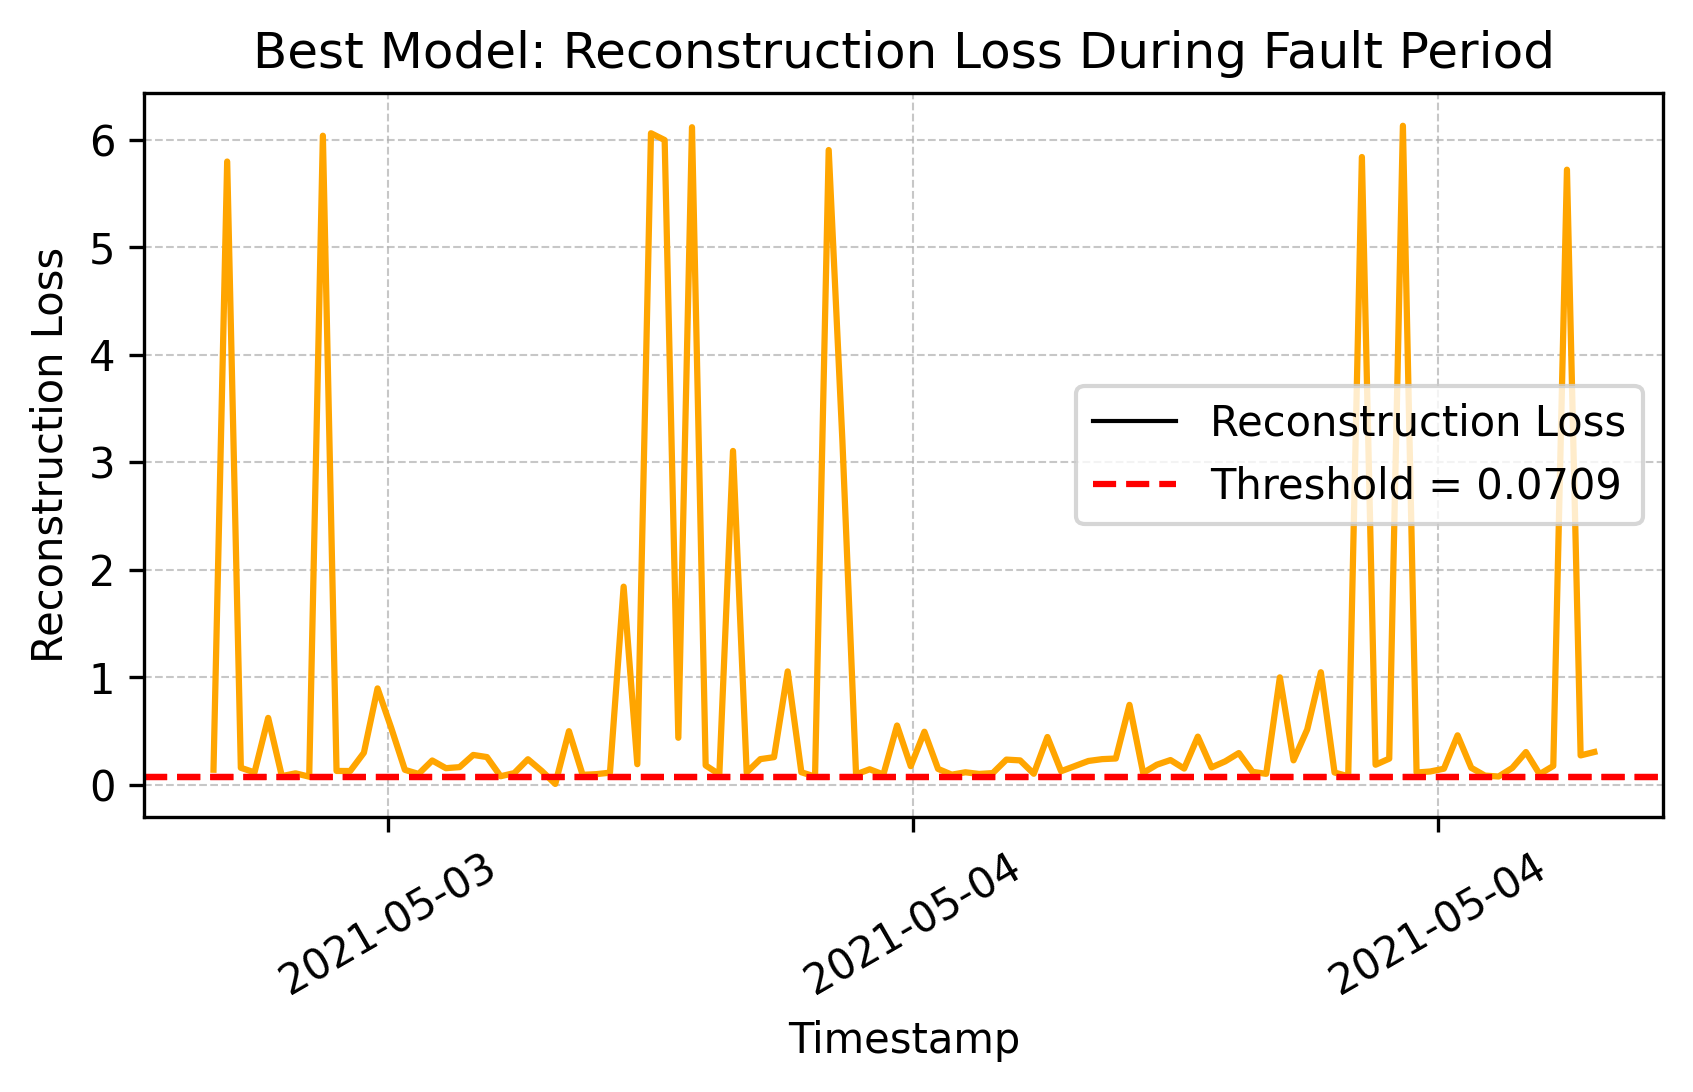 Best Model: Reconstruction Loss During Fault Period
Reconstruction Loss
6
5
4
3
2
1
0
Reconstruction Loss
Threshold = 0.0709
2021-05-03
2021-05-04
2021-05-04
Timestamp